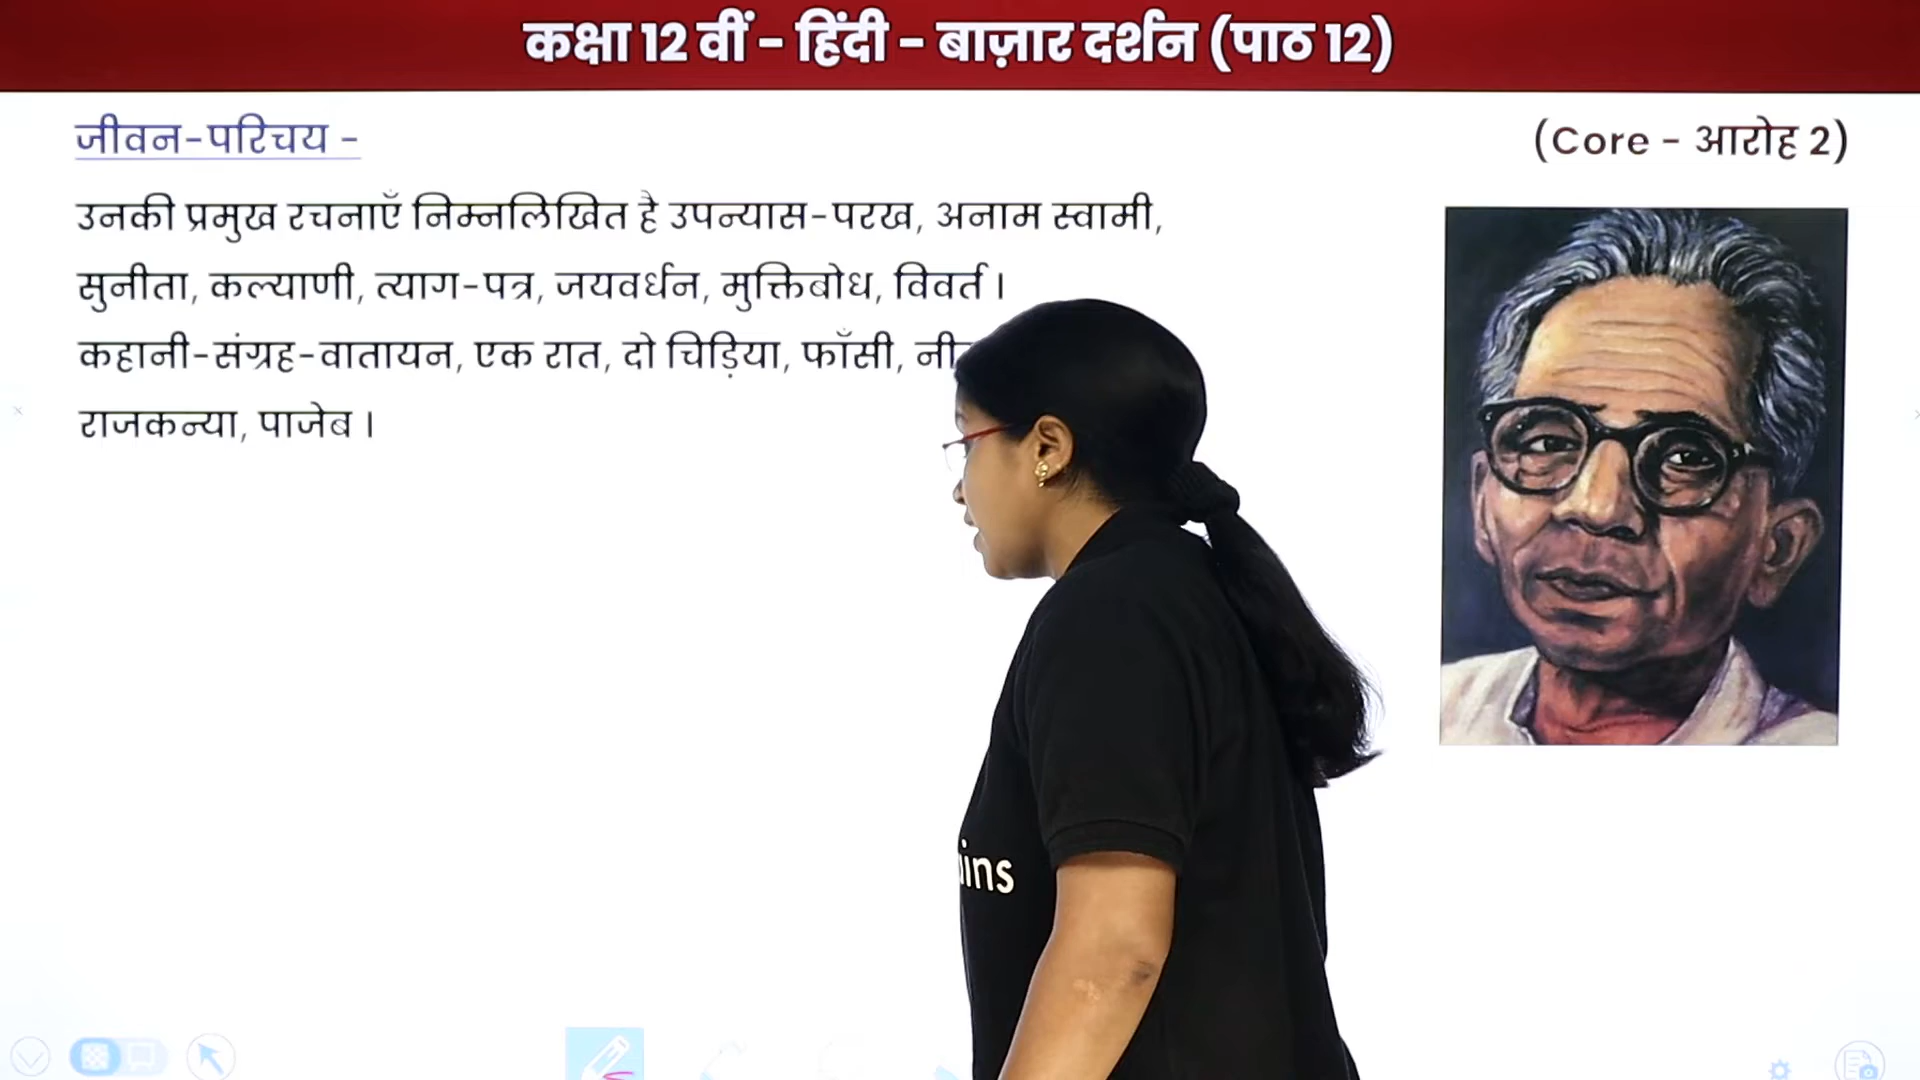 कक्षा 12 वीं - हिंदी - बाज़ार दर्शन (पाठ 12)
जीवन-परिचय -
(Core - आरोह 2)
उनकी प्रमुख रचनाएँ निम्नलिखित है उपन्यास-परख, अनाम स्वामी,
सुनीता, कल्याणी, त्याग-पत्र, जयवर्धन, मुक्तिबोध, विवर्त ।
कहानी-संग्रह-वातायन, एक रात, दो चिड़िया, फाँसी,
राजकन्या, पाजेब ।